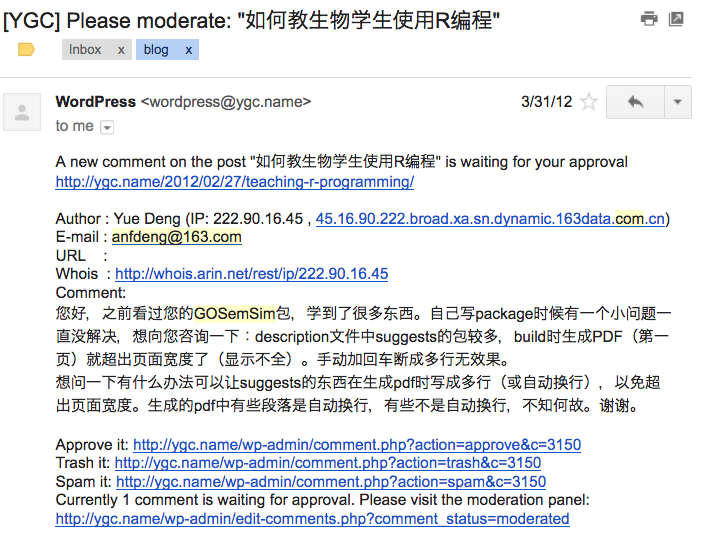 [YGC] Please moderate: "如何教生物学生使用R编程"
Inbox x blog x
WordPress <wordpress@ygc.name> 3/31/12
to me
A new comment on the post "如何教生物学生使用R编程" is waiting for your approval
http://ygc.name/2012/02/27/teaching-r-programming/
Author : Yue Deng (IP: 222.90.16.45 , 45.16.90.222.broad.xa.sn.dynamic.163data.com.cn)
E-mail : anfdeng@163.com
URL :
Whois : http://whois.arin.net/rest/ip/222.90.16.45
Comment:
您好，之前看过您的GOSemSim包，学到了很多东西。自己写package时候有一个小问题一
直没解决，想向您咨询一下：description文件中suggests的包较多，build时生成PDF（第一
页）就超出页面宽度了（显示不全）。手动加回车断成多行无效果。
想问一下有什么办法可以让suggests的东西在生成pdf时写成多行（或自动换行），以免超
出页面宽度。生成的pdf中有些段落是自动换行，有些不是自动换行，不知何故。谢谢。
Approve it: http://ygc.name/wp-admin/comment.php?action=approve&c=3150
Trash it: http://ygc.name/wp-admin/comment.php?action=trash&c=3150
Spam it: http://ygc.name/wp-admin/comment.php?action=spam&c=3150
Currently 1 comment is waiting for approval. Please visit the moderation panel:
http://ygc.name/wp-admin/edit-comments.php?comment_status=moderated